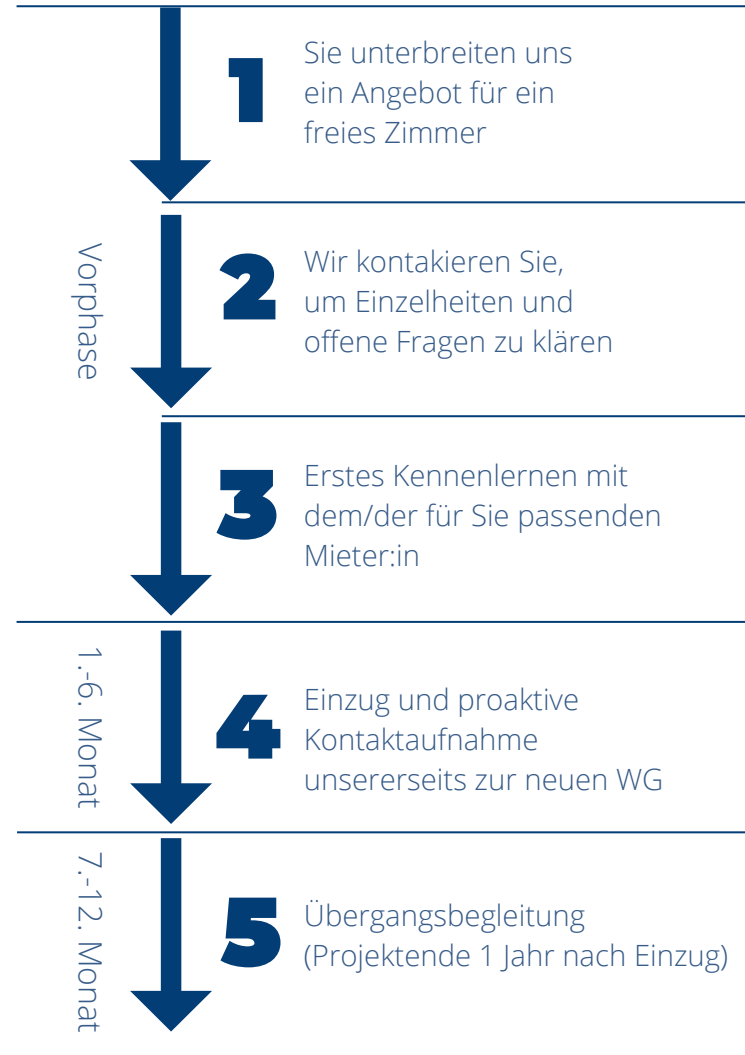 1
Sie unterbreiten uns
ein Angebot für ein
freies Zimmer
Vorphase
2
Wir kontakieren Sie,
um Einzelheiten und
offene Fragen zu klären
3
Erstes Kennenlernen mit
dem/der für Sie passenden
Mieter:in
1.-6. Monat
4
Einzug und proaktive
Kontaktaufnahme
unsererseits zur neuen WG
7.-12. Monat
5
Übergangsbegleitung
(Projektende 1 Jahr nach Einzug)